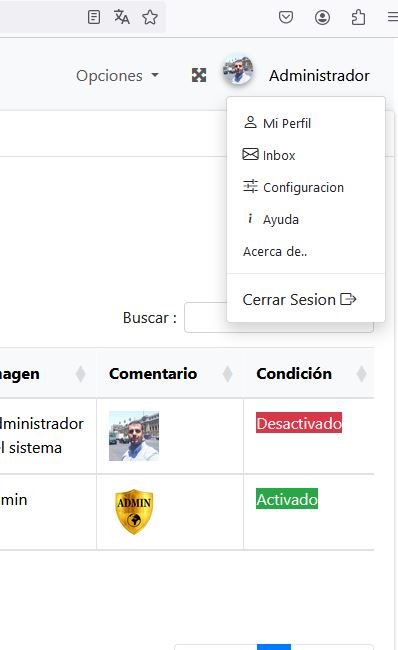 Opciones
Administrador
Mi Perfil
Inbox
Configuracion
Ayuda
Acerca de..
Cerrar Sesion
Buscar :
nagen
Comentario
Condición
dministrador
el sistema
Desactivado
min
ADMIN
Activado